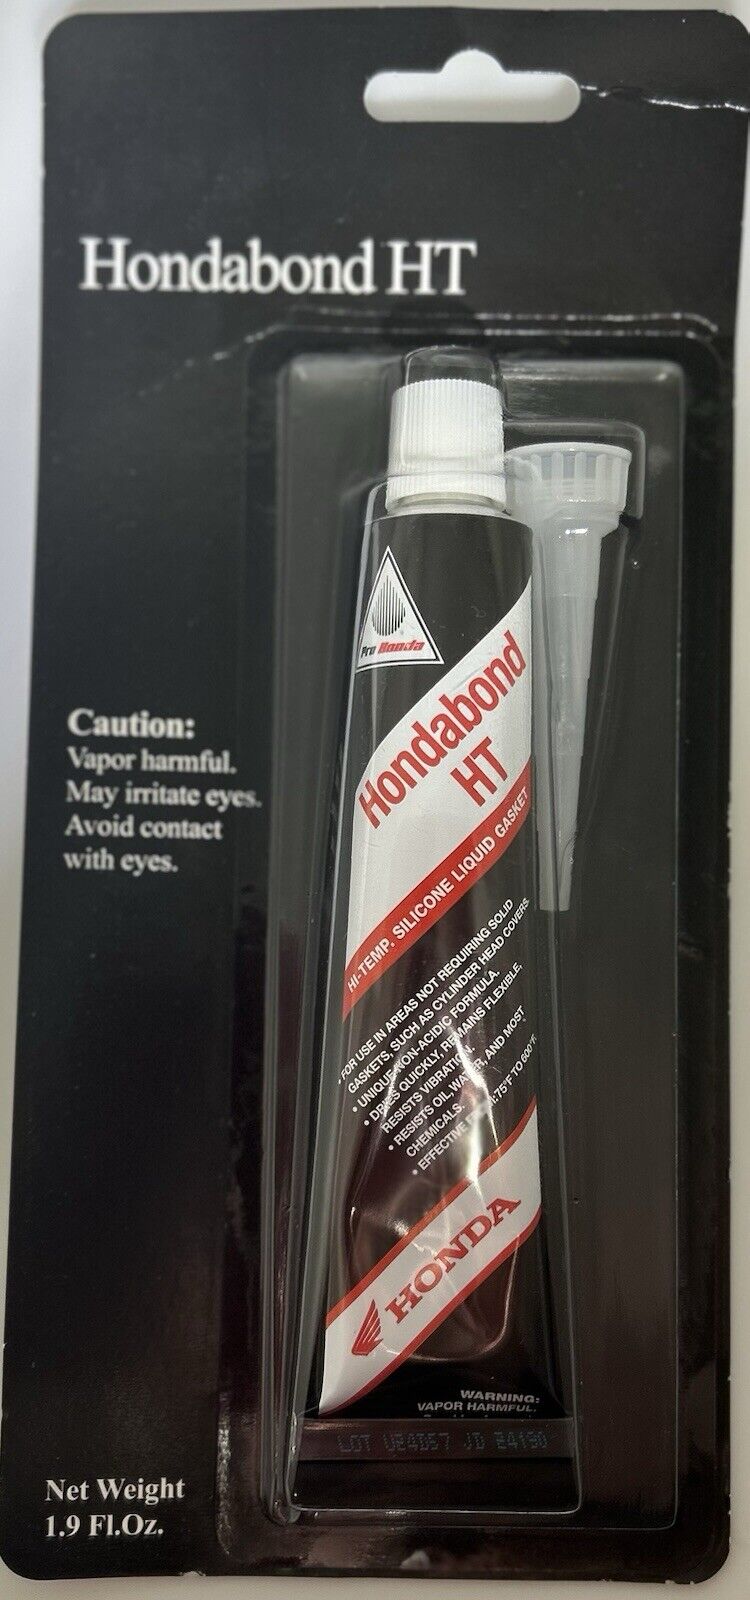 Hondabond HT
Pro Honda
Hondabond
HT
HI-TEMP. SILICONE LIQUID GASKET
• FOR USE IN AREAS NOT REQUIRING SOLID
GASKETS, SUCH AS CYLINDER HEAD COVERS.
• UNIQUE NON-ACIDIC FORMULA.
• DRIES QUICKLY, REMAINS FLEXIBLE,
RESISTS VIBRATION.
• RESISTS OIL, WATER, AND MOST
CHEMICALS.
• EFFECTIVE 75°F TO 600°F.
HONDA
WARNING:
VAPOR HARMFUL.
Caution:
Vapor harmful.
May irritate eyes.
Avoid contact
with eyes.
Net Weight
1.9 Fl.Oz.